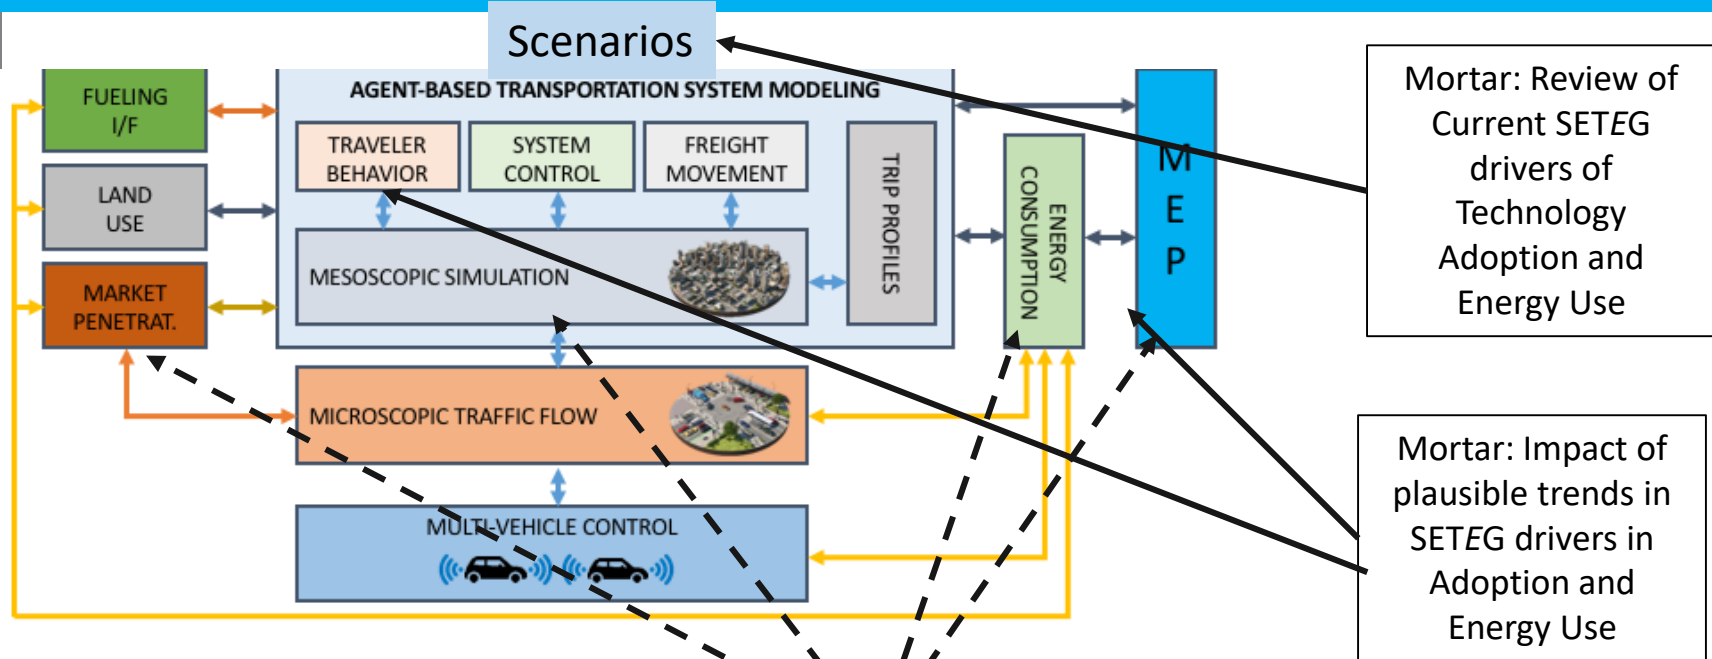 Scenarios
FUELING
I/F
LAND
USE
MARKET
PENETRAT.
AGENT-BASED TRANSPORTATION SYSTEM MODELING
TRAVELER
BEHAVIOR
SYSTEM
CONTROL
FREIGHT
MOVEMENT
TRIP PROFILES
MESOSCOPIC SIMULATION
MICROSCOPIC TRAFFIC FLOW
MULTI-VEHICLE CONTROL
ENERGY
CONSUMPTION
M
E
P
Mortar: Review of
Current SETEG
drivers of
Technology
Adoption and
Energy Use
Mortar: Impact of
plausible trends in
SETEG drivers in
Adoption and
Energy Use